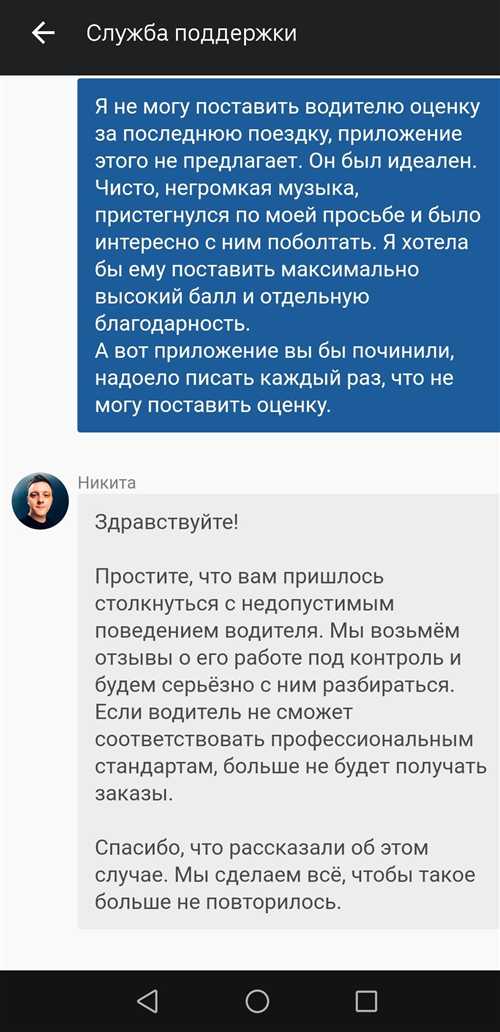 Служба поддержки
Я не могу поставить водителю оценку
за последнюю поездку, приложение
этого не предлагает. Он был идеален.
Чисто, негромкая музыка,
пристегнулся по моей просьбе и было
интересно с ним поболтать. Я хотела
бы ему поставить максимально
высокий балл и отдельную
благодарность.
А вот приложение вы бы починили,
надоело писать каждый раз, что не
могу поставить оценку.
Никита
Здравствуйте!
Простите, что вам пришлось
столкнуться с недопустимым
поведением водителя. Мы возьмём
отзывы о его работе под контроль и
будем серьёзно с ним разбираться.
Если водитель не сможет
соответствовать профессиональным
стандартам, больше не будет получать
заказы.
Спасибо, что рассказали об этом
случае. Мы сделаем всё, чтобы такое
больше не повторилось.